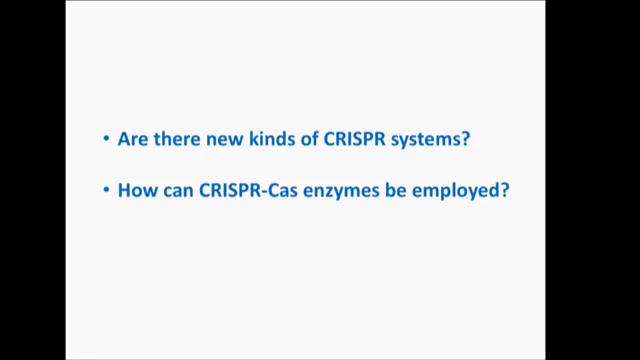 • Are there new kinds of CRISPR systems?
• How can CRISPR-Cas enzymes be employed?